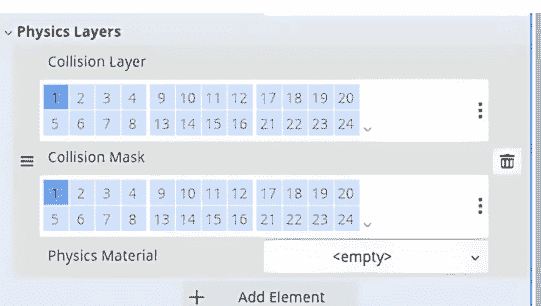 Physics Layers
Collision Layer
1 2 3 4 9 10 11 12 17 18 19 20
5 6 7 8 13 14 15 16 21 22 23 24
Collision Mask
1 2 3 4 9 10 11 12 17 18 19 20
5 6 7 8 13 14 15 16 21 22 23 24
Physics Material <empty>
+ Add Element